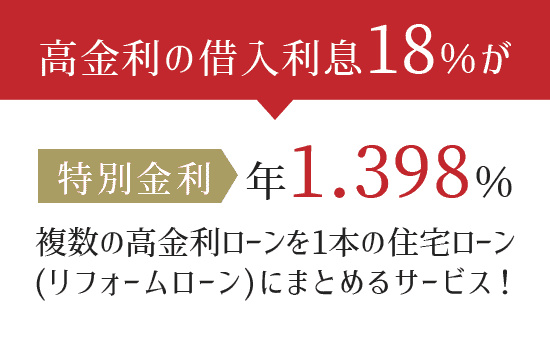 高金利の借入利息18%が
特別金利 年1.398%
複数の高金利ローンを1本の住宅ローン
(リフォームローン)にまとめるサービス!